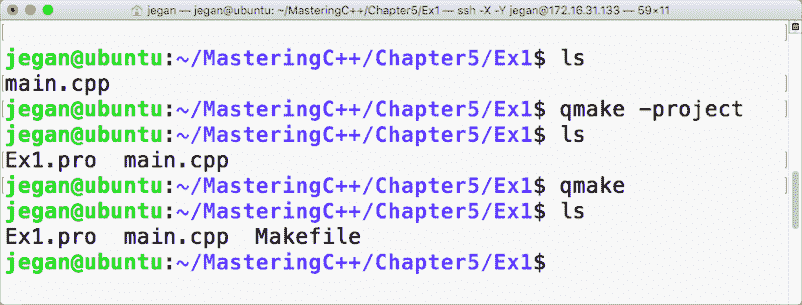 jegan — jegan@ubuntu: ~/MasteringC++/Chapter5/Ex1 — ssh -X -Y jegan@172.16.31.133 — 59×11
jegan@ubuntu:~/MasteringC++/Chapter5/Ex1$ ls
main.cpp
jegan@ubuntu:~/MasteringC++/Chapter5/Ex1$ qmake -project
jegan@ubuntu:~/MasteringC++/Chapter5/Ex1$ ls
Ex1.pro  main.cpp
jegan@ubuntu:~/MasteringC++/Chapter5/Ex1$ qmake
jegan@ubuntu:~/MasteringC++/Chapter5/Ex1$ ls
Ex1.pro  main.cpp  Makefile
jegan@ubuntu:~/MasteringC++/Chapter5/Ex1$